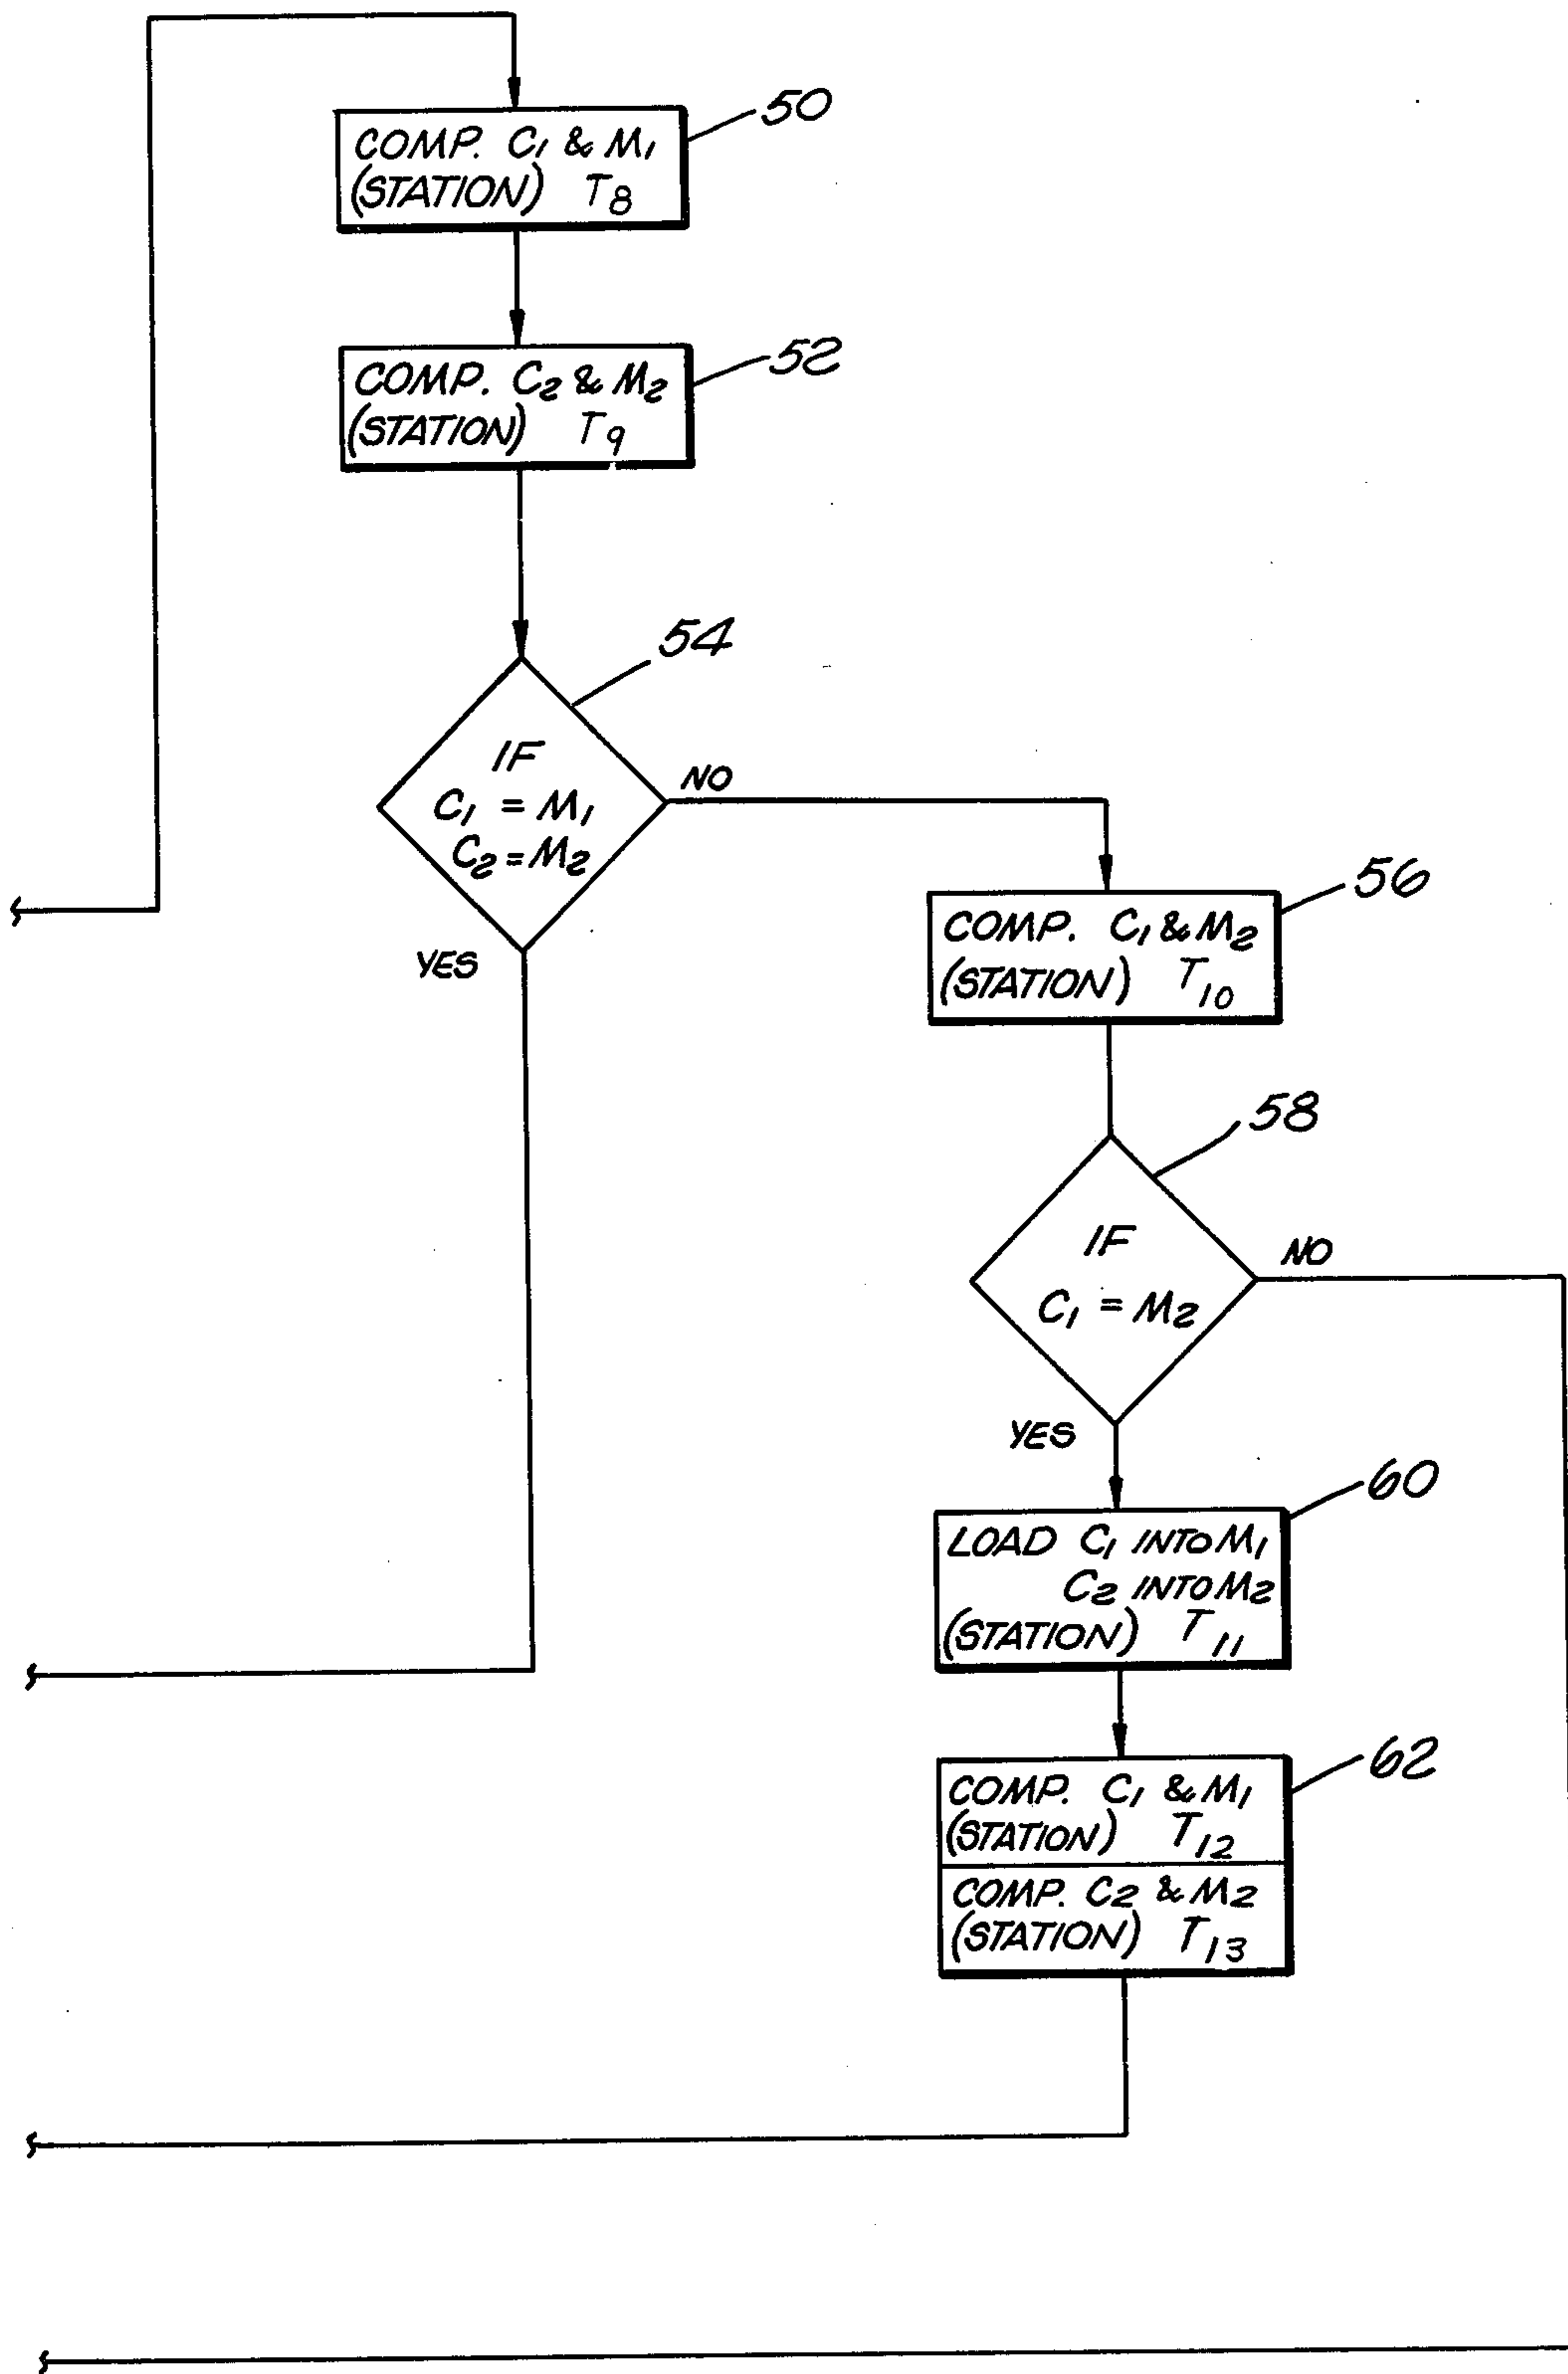 50
COMP. C₁ & M₁
(STATION) T₈
52
COMP. C₂ & M₂
(STATION) T₉
54
IF
C₁ = M₁
C₂ = M₂
NO
YES
56
COMP. C₁ & M₂
(STATION) T₁₀
58
IF
C₁ = M₂
NO
YES
60
LOAD C₁ INTO M₁
C₂ INTO M₂
(STATION) T₁₁
62
COMP. C₁ & M₁
(STATION) T₁₂
COMP. C₂ & M₂
(STATION) T₁₃